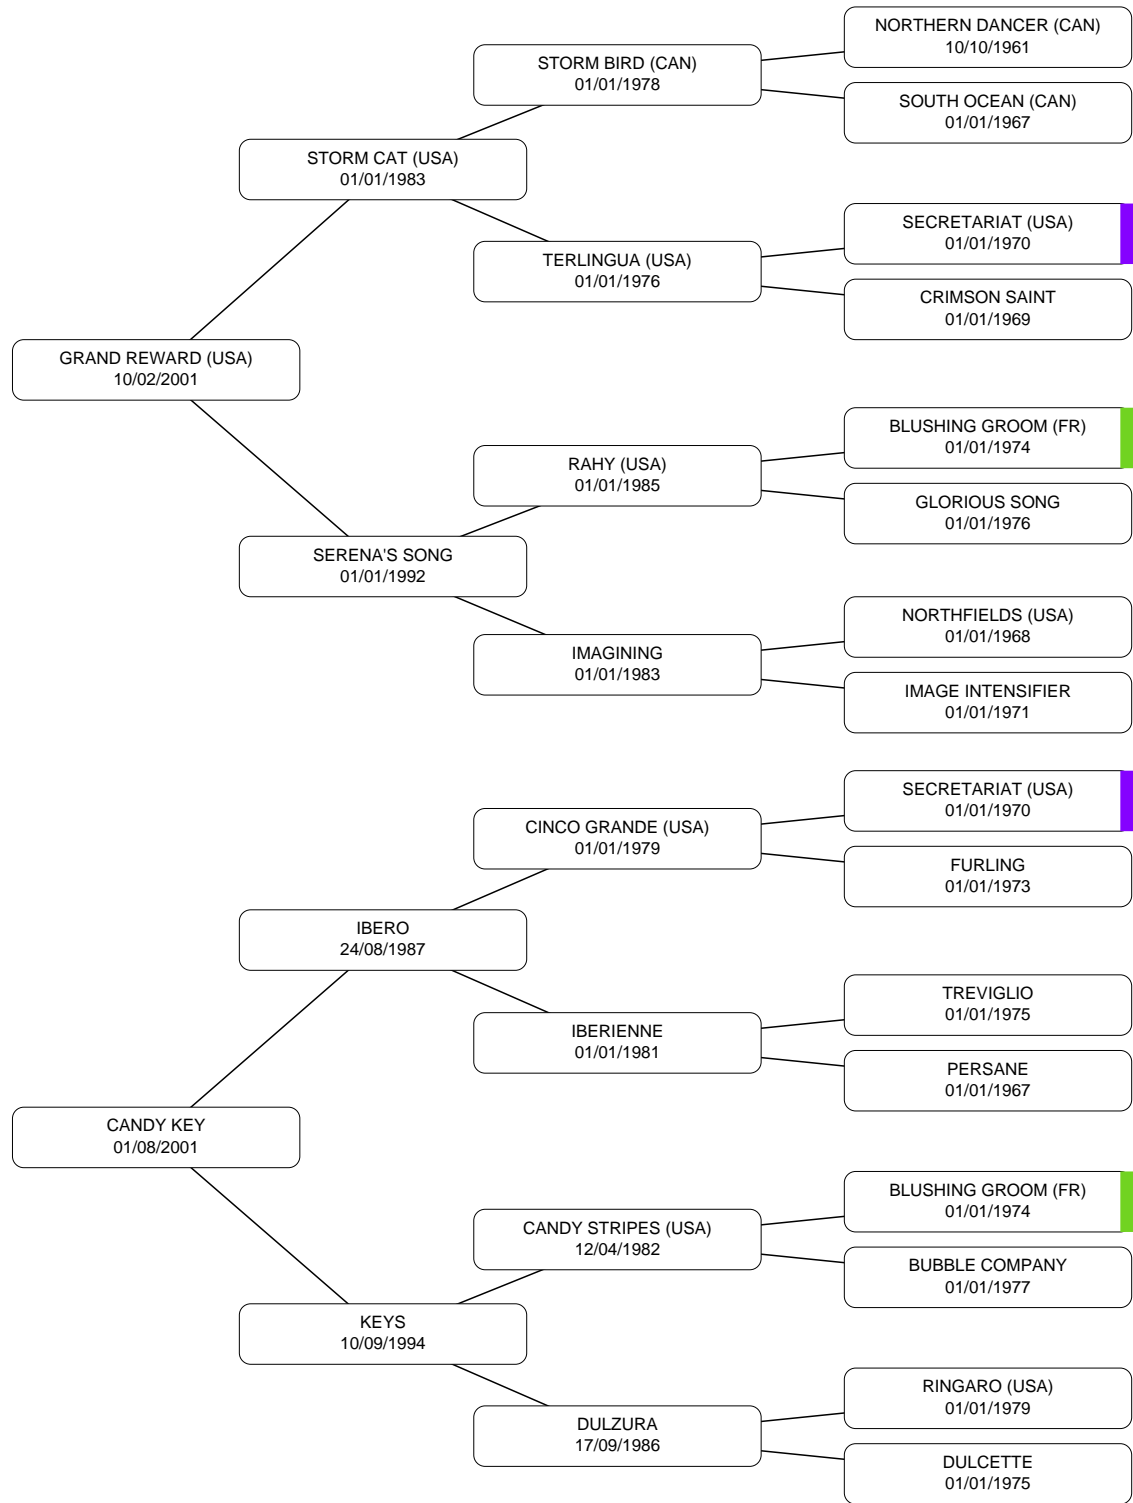 NORTHERN DANCER (CAN)
10/10/1961
STORM BIRD (CAN)
01/01/1978
SOUTH OCEAN (CAN)
01/01/1967
STORM CAT (USA)
01/01/1983
SECRETARIAT (USA)
01/01/1970
TERLINGUA (USA)
01/01/1976
CRIMSON SAINT
01/01/1969
GRAND REWARD (USA)
10/02/2001
BLUSHING GROOM (FR)
01/01/1974
RAHY (USA)
01/01/1985
GLORIOUS SONG
01/01/1976
SERENA'S SONG
01/01/1992
NORTHFIELDS (USA)
01/01/1968
IMAGINING
01/01/1983
IMAGE INTENSIFIER
01/01/1971
SECRETARIAT (USA)
01/01/1970
CINCO GRANDE (USA)
01/01/1979
FURLING
01/01/1973
IBERO
24/08/1987
TREVIGLIO
01/01/1975
IBERIENNE
01/01/1981
PERSANE
01/01/1967
CANDY KEY
01/08/2001
BLUSHING GROOM (FR)
01/01/1974
CANDY STRIPES (USA)
12/04/1982
BUBBLE COMPANY
01/01/1977
KEYS
10/09/1994
RINGARO (USA)
01/01/1979
DULZURA
17/09/1986
DULCETTE
01/01/1975